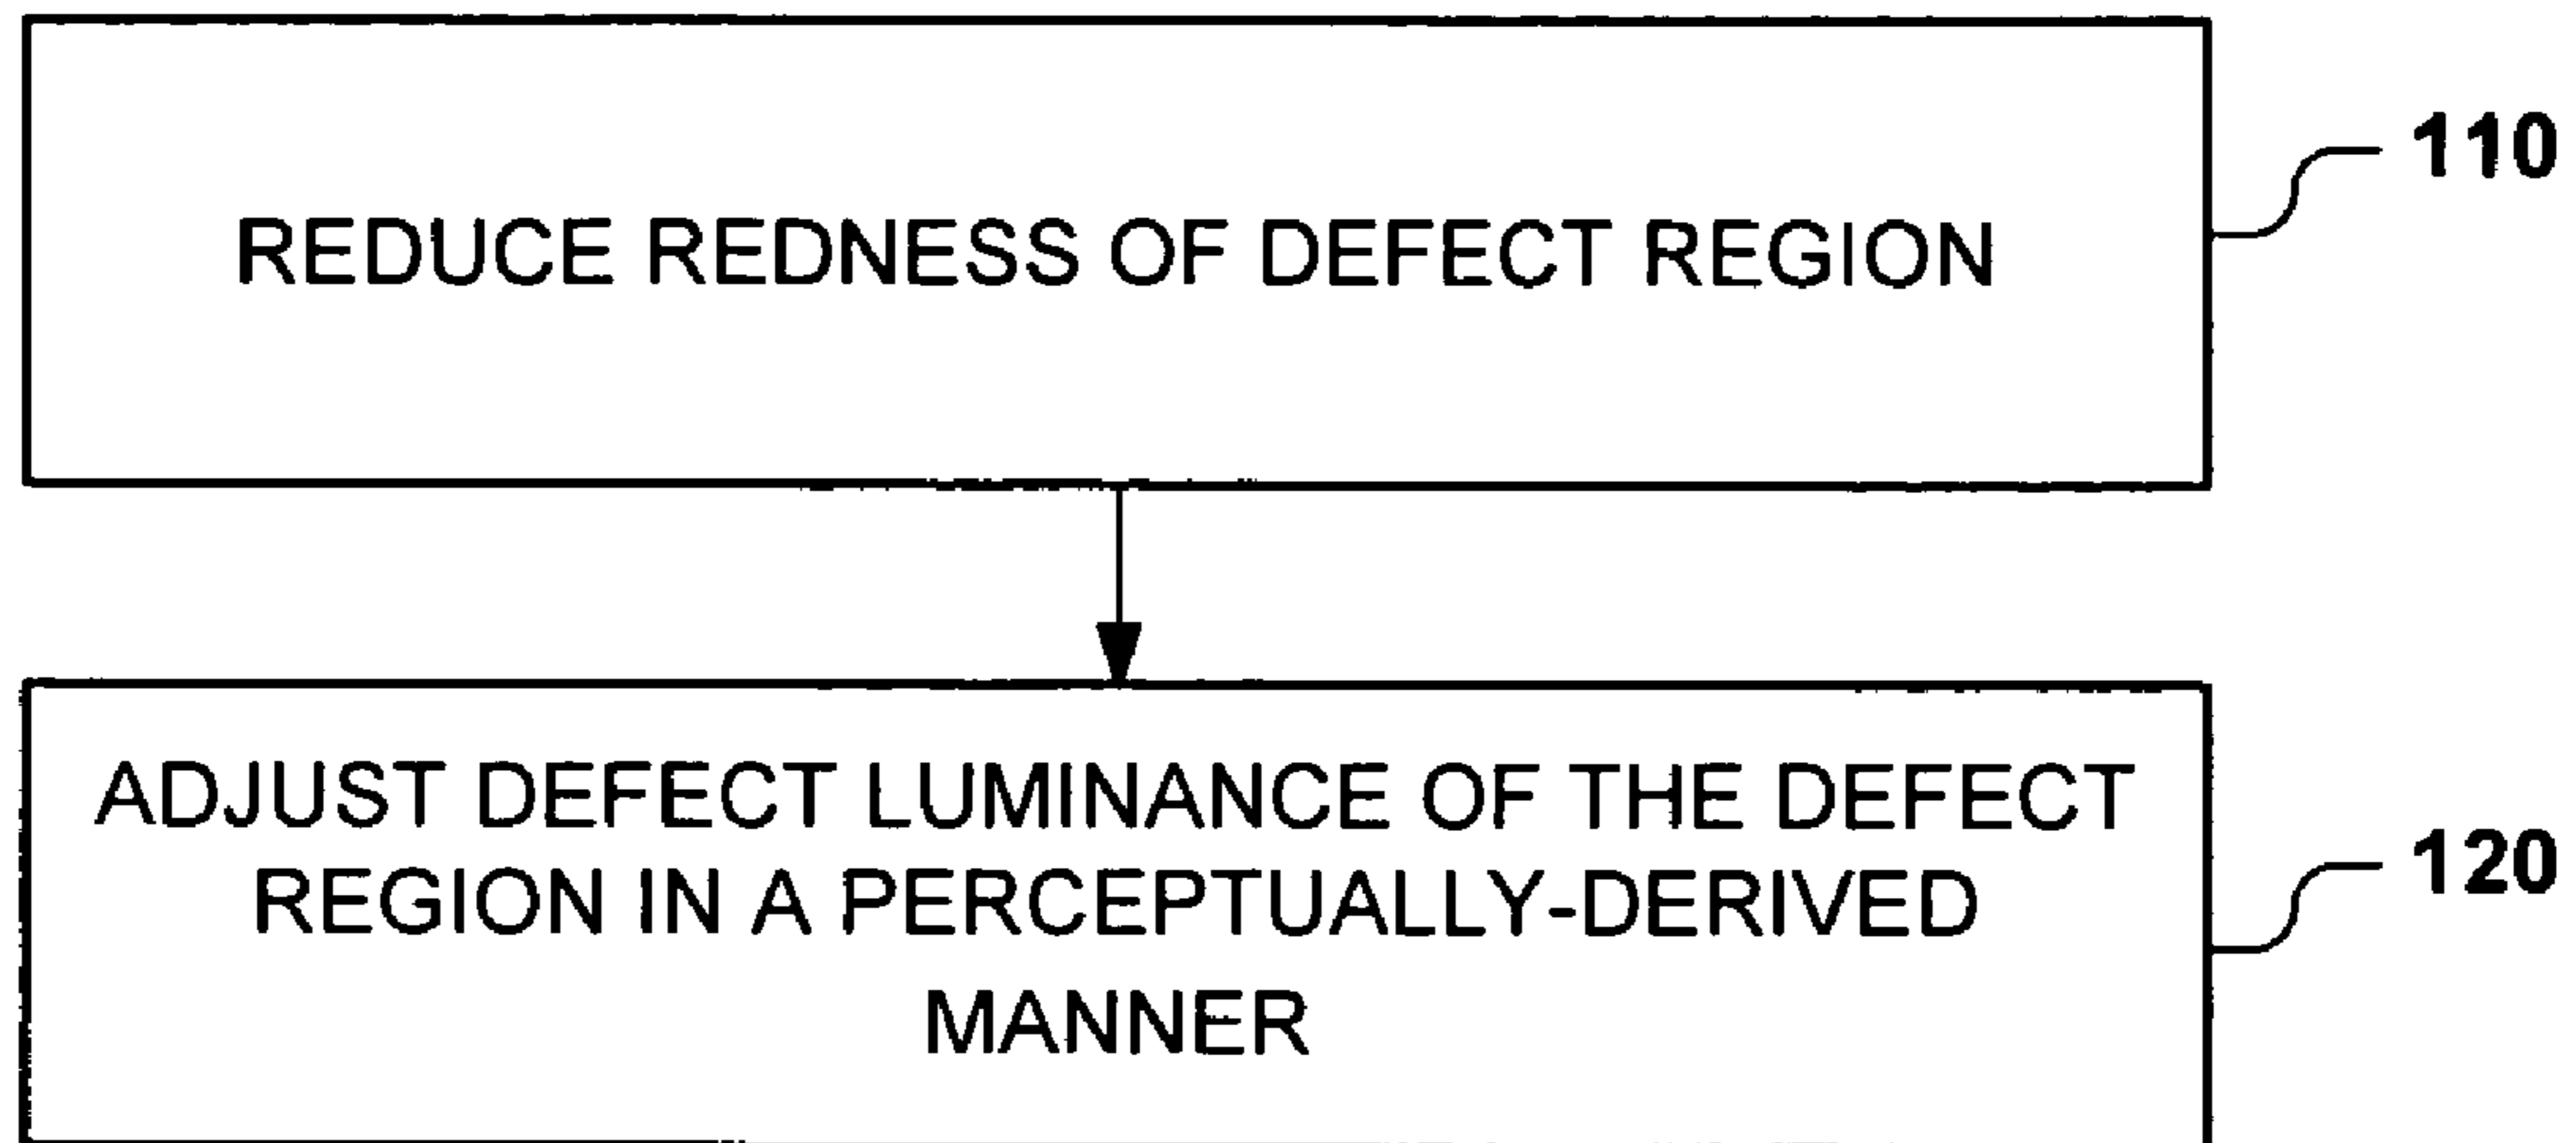 REDUCE REDNESS OF DEFECT REGION
110
ADJUST DEFECT LUMINANCE OF THE DEFECT
REGION IN A PERCEPTUALLY-DERIVED
MANNER
120